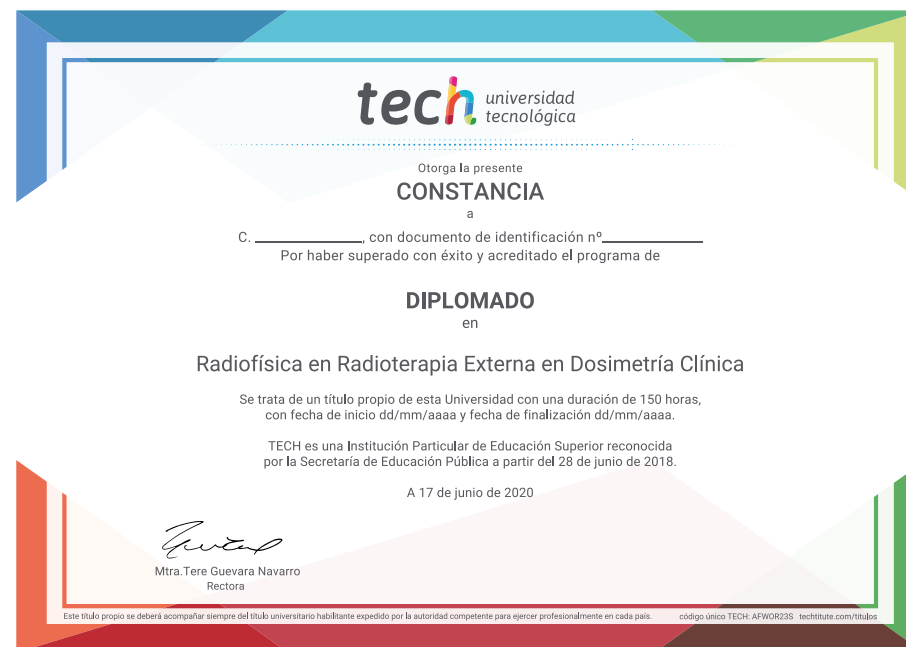 tech universidad
tecnológica
Otorga la presente
CONSTANCIA
a
C. ____________, con documento de identificación nº____________
Por haber superado con éxito y acreditado el programa de
DIPLOMADO
en
Radiofísica en Radioterapia Externa en Dosimetría Clínica
Se trata de un título propio de esta Universidad con una duración de 150 horas,
con fecha de inicio dd/mm/aaaa y fecha de finalización dd/mm/aaaa.
TECH es una Institución Particular de Educación Superior reconocida
por la Secretaría de Educación Pública a partir del 28 de junio de 2018.
A 17 de junio de 2020
Mtra.Tere Guevara Navarro
Rectora
Este título propio se deberá acompañar siempre del título universitario habilitante expedido por la autoridad competente para ejercer profesionalmente en cada país. código único TECH: AFWOR23S techtitute.com/titulos